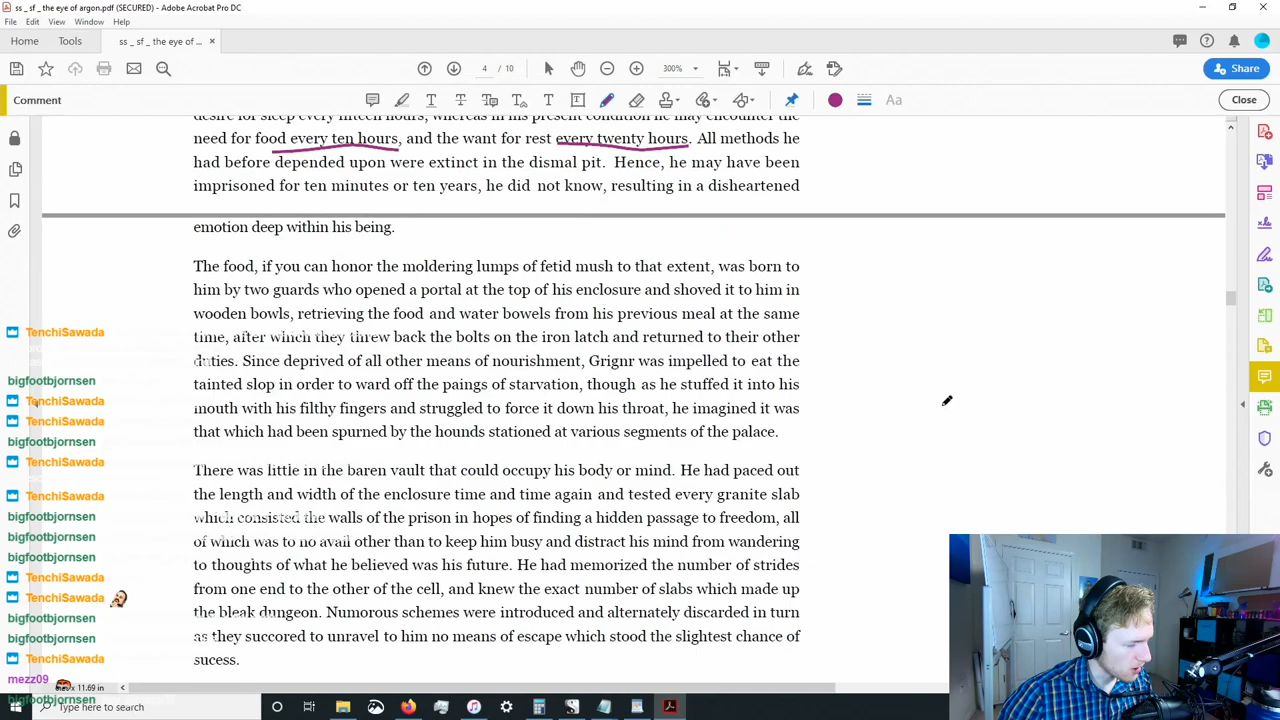 ss _ sf _ the eye of argon.pdf (SECURED) - Adobe Acrobat Pro DC
File Edit View Window Help
Home Tools ss _ sf _ the eye of ... ×
4 / 10 300% Share
Comment Aa Close
need for food every ten hours, and the want for rest every twenty hours. All methods he
had before depended upon were extinct in the dismal pit. Hence, he may have been
imprisoned for ten minutes or ten years, he did not know, resulting in a disheartened
emotion deep within his being.
The food, if you can honor the moldering lumps of fetid mush to that extent, was born to
him by two guards who opened a portal at the top of his enclosure and shoved it to him in
wooden bowls, retrieving the food and water bowels from his previous meal at the same
TenchiSawada
time, after which they threw back the bolts on the iron latch and returned to their other
duties. Since deprived of all other means of nourishment, Grignr was impelled to eat the
bigfootbjornsen
tainted slop in order to ward off the paings of starvation, though as he stuffed it into his
TenchiSawada
mouth with his filthy fingers and struggled to force it down his throat, he imagined it was
TenchiSawada
that which had been spurned by the hounds stationed at various segments of the palace.
bigfootbjornsen
TenchiSawada
There was little in the baren vault that could occupy his body or mind. He had paced out
the length and width of the enclosure time and time again and tested every granite slab
TenchiSawada
bigfootbjornsen
which consisted the walls of the prison in hopes of finding a hidden passage to freedom, all
bigfootbjornsen
of which was to no avail other than to keep him busy and distract his mind from wandering
bigfootbjornsen
to thoughts of what he believed was his future. He had memorized the number of strides
TenchiSawada
from one end to the other of the cell, and knew the exact number of slabs which made up
TenchiSawada
the bleak dungeon. Numorous schemes were introduced and alternately discarded in turn
bigfootbjornsen
as they succored to unravel to him no means of escape which stood the slightest chance of
bigfootbjornsen
TenchiSawada
sucess.
mezz09
x 11.69 in
bigfootbjornsen
Type here to search